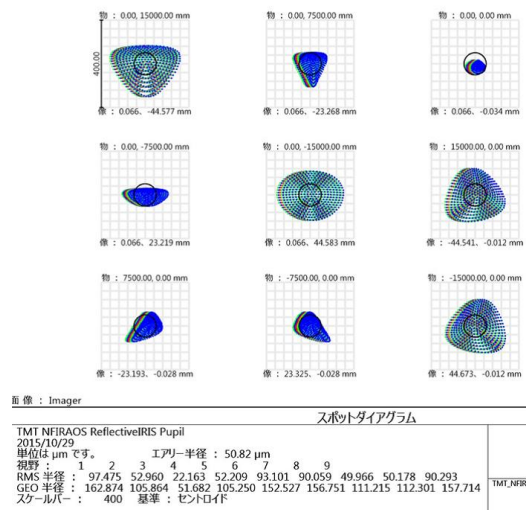 物 : 0.00, 15000.00 mm
物 : 0.00, 7500.00 mm
物 : 0.00, 0.00 mm
400.00
像 : 0.066, -44.577 mm
像 : 0.066, -23.268 mm
像 : 0.066, -0.034 mm
物 : 0.00, -7500.00 mm
物 : 0.00, -15000.00 mm
物 : 15000.00, 0.00 mm
像 : 0.066, 23.219 mm
像 : 0.066, 44.583 mm
像 : -44.541, -0.012 mm
物 : 7500.00, 0.00 mm
物 : -7500.00, 0.00 mm
物 : -15000.00, 0.00 mm
像 : -23.193, -0.028 mm
像 : 23.325, -0.028 mm
像 : 44.673, -0.012 mm
面 像 : Imager
スポットダイアグラム
TMT NFIRAOS ReflectiveIRIS Pupil
2015/10/29
単位は μm です。 エアリー半径 : 50.82 μm
視野 : 1 2 3 4 5 6 7 8 9
RMS 半径 : 97.475 52.960 22.163 52.209 93.101 90.059 49.966 50.178 90.293
GEO 半径 : 162.874 105.864 51.682 105.250 152.527 156.751 111.215 112.301 157.714
スケールバー : 400 基準 : セントロイド
TMT_NFIR